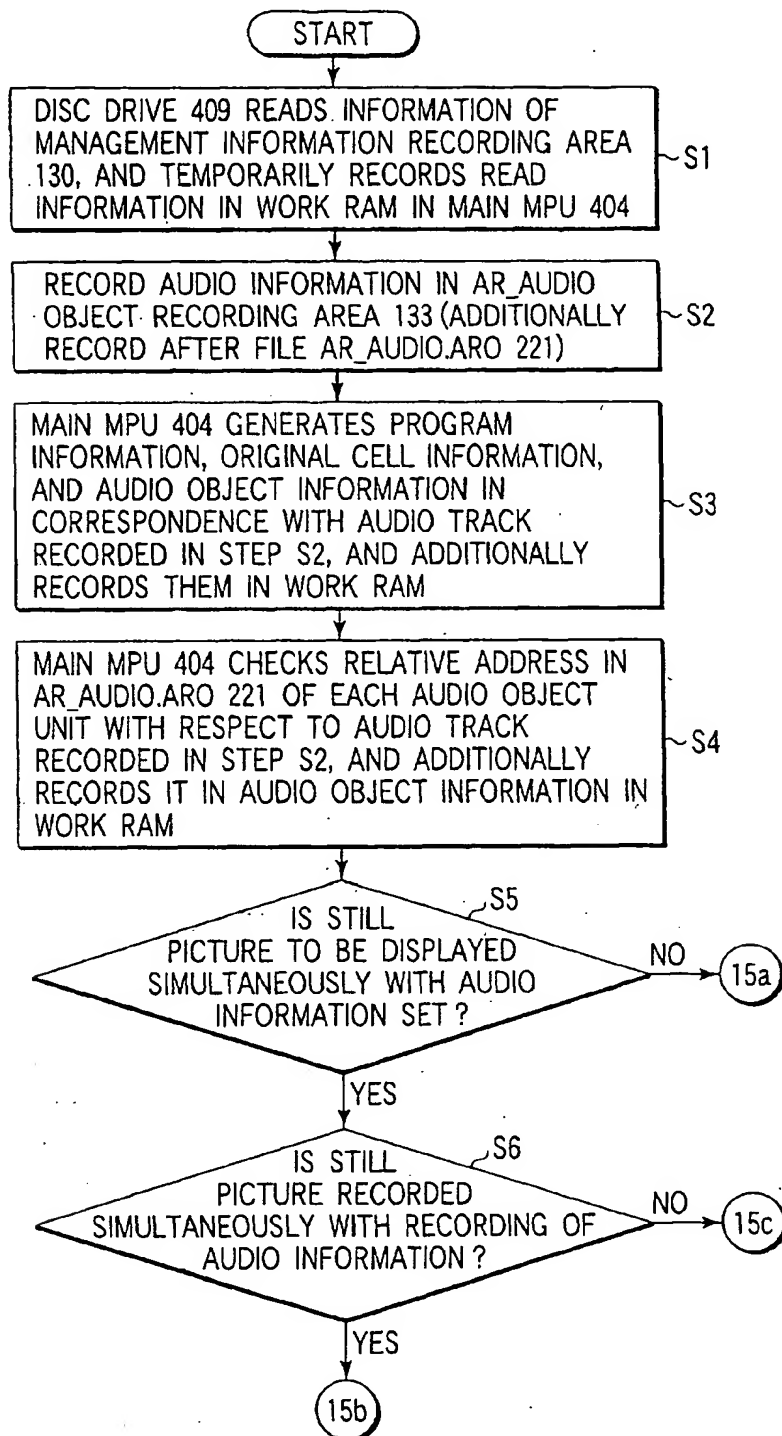 START
DISC DRIVE 409 READS INFORMATION OF
MANAGEMENT INFORMATION RECORDING AREA
130, AND TEMPORARILY RECORDS READ
INFORMATION IN WORK RAM IN MAIN MPU 404
S1
RECORD AUDIO INFORMATION IN AR_AUDIO
OBJECT RECORDING AREA 133 (ADDITIONALLY
RECORD AFTER FILE AR_AUDIO.ARO 221)
S2
MAIN MPU 404 GENERATES PROGRAM
INFORMATION, ORIGINAL CELL INFORMATION,
AND AUDIO OBJECT INFORMATION IN
CORRESPONDENCE WITH AUDIO TRACK
RECORDED IN STEP S2, AND ADDITIONALLY
RECORDS THEM IN WORK RAM
S3
MAIN MPU 404 CHECKS RELATIVE ADDRESS IN
AR_AUDIO.ARO 221 OF EACH AUDIO OBJECT
UNIT WITH RESPECT TO AUDIO TRACK
RECORDED IN STEP S2, AND ADDITIONALLY
RECORDS IT IN AUDIO OBJECT INFORMATION IN
WORK RAM
S4
S5
IS STILL
PICTURE TO BE DISPLAYED
SIMULTANEOUSLY WITH AUDIO
INFORMATION SET ?
NO
15a
YES
S6
IS STILL
PICTURE RECORDED
SIMULTANEOUSLY WITH RECORDING OF
AUDIO INFORMATION ?
NO
15c
YES
15b